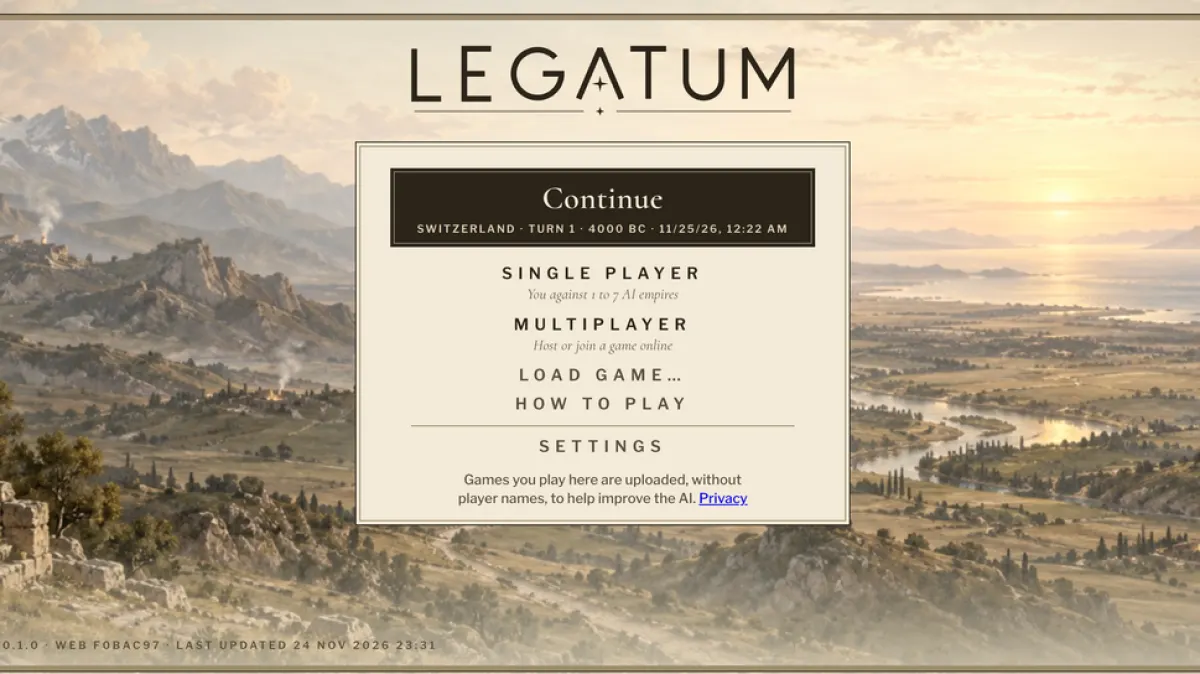 LEGATUM
Continue
SWITZERLAND · TURN 1 · 4000 BC · 11/25/26, 12:22 AM
SINGLE PLAYER
You against 1 to 7 AI empires
MULTIPLAYER
Host or join a game online
LOAD GAME…
HOW TO PLAY
SETTINGS
Games you play here are uploaded, without
player names, to help improve the AI. Privacy
0.1.0 · WEB F0BAC97 · LAST UPDATED 24 NOV 2026 23:31